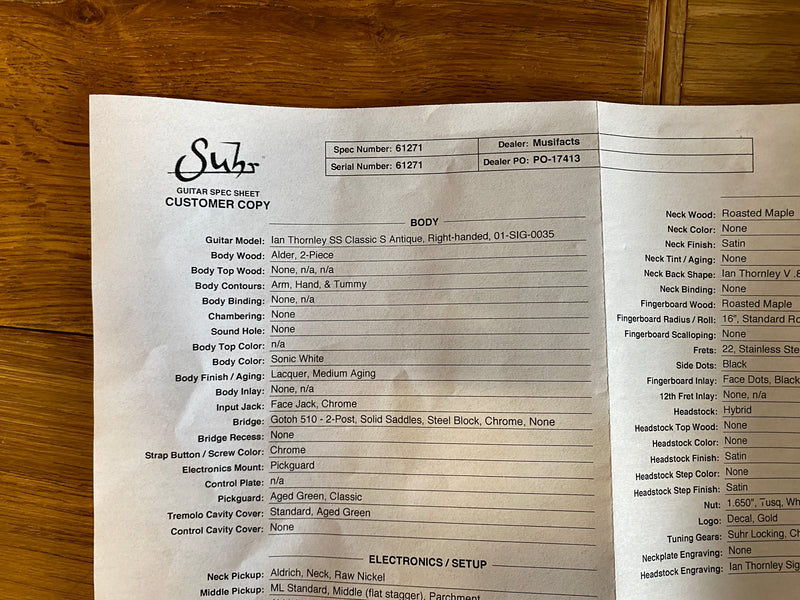 Suhr
GUITAR SPEC SHEET
CUSTOMER COPY
Spec Number: 61271
Dealer: Musifacts
Serial Number: 61271
Dealer PO: PO-17413
BODY
Guitar Model: Ian Thornley SS Classic S Antique, Right-handed, 01-SIG-0035
Body Wood: Alder, 2-Piece
Body Top Wood: None, n/a, n/a
Body Contours: Arm, Hand, & Tummy
Body Binding: None, n/a
Chambering: None
Sound Hole: None
Body Top Color: n/a
Body Color: Sonic White
Body Finish / Aging: Lacquer, Medium Aging
Body Inlay: None, n/a
Input Jack: Face Jack, Chrome
Bridge: Gotoh 510 - 2-Post, Solid Saddles, Steel Block, Chrome, None
Bridge Recess: None
Strap Button / Screw Color: Chrome
Electronics Mount: Pickguard
Control Plate: n/a
Pickguard: Aged Green, Classic
Tremolo Cavity Cover: Standard, Aged Green
Control Cavity Cover: None
ELECTRONICS / SETUP
Neck Pickup: Aldrich, Neck, Raw Nickel
Middle Pickup: ML Standard, Middle (flat stagger), Parchment
Neck Wood: Roasted Maple
Neck Color: None
Neck Finish: Satin
Neck Tint / Aging: None
Neck Back Shape: Ian Thornley V .8
Neck Binding: None
Fingerboard Wood: Roasted Maple
Fingerboard Radius / Roll: 16", Standard Ro
Fingerboard Scalloping: None
Frets: 22, Stainless Ste
Side Dots: Black
Fingerboard Inlay: Face Dots, Black
12th Fret Inlay: None, n/a
Headstock: Hybrid
Headstock Top Wood: None
Headstock Color: None
Headstock Finish: Satin
Headstock Step Color: None
Headstock Step Finish: Satin
Nut: 1.650", Tusq, Wh
Logo: Decal, Gold
Tuning Gears: Suhr Locking, Ch
Neckplate Engraving: None
Headstock Engraving: Ian Thornley Sig